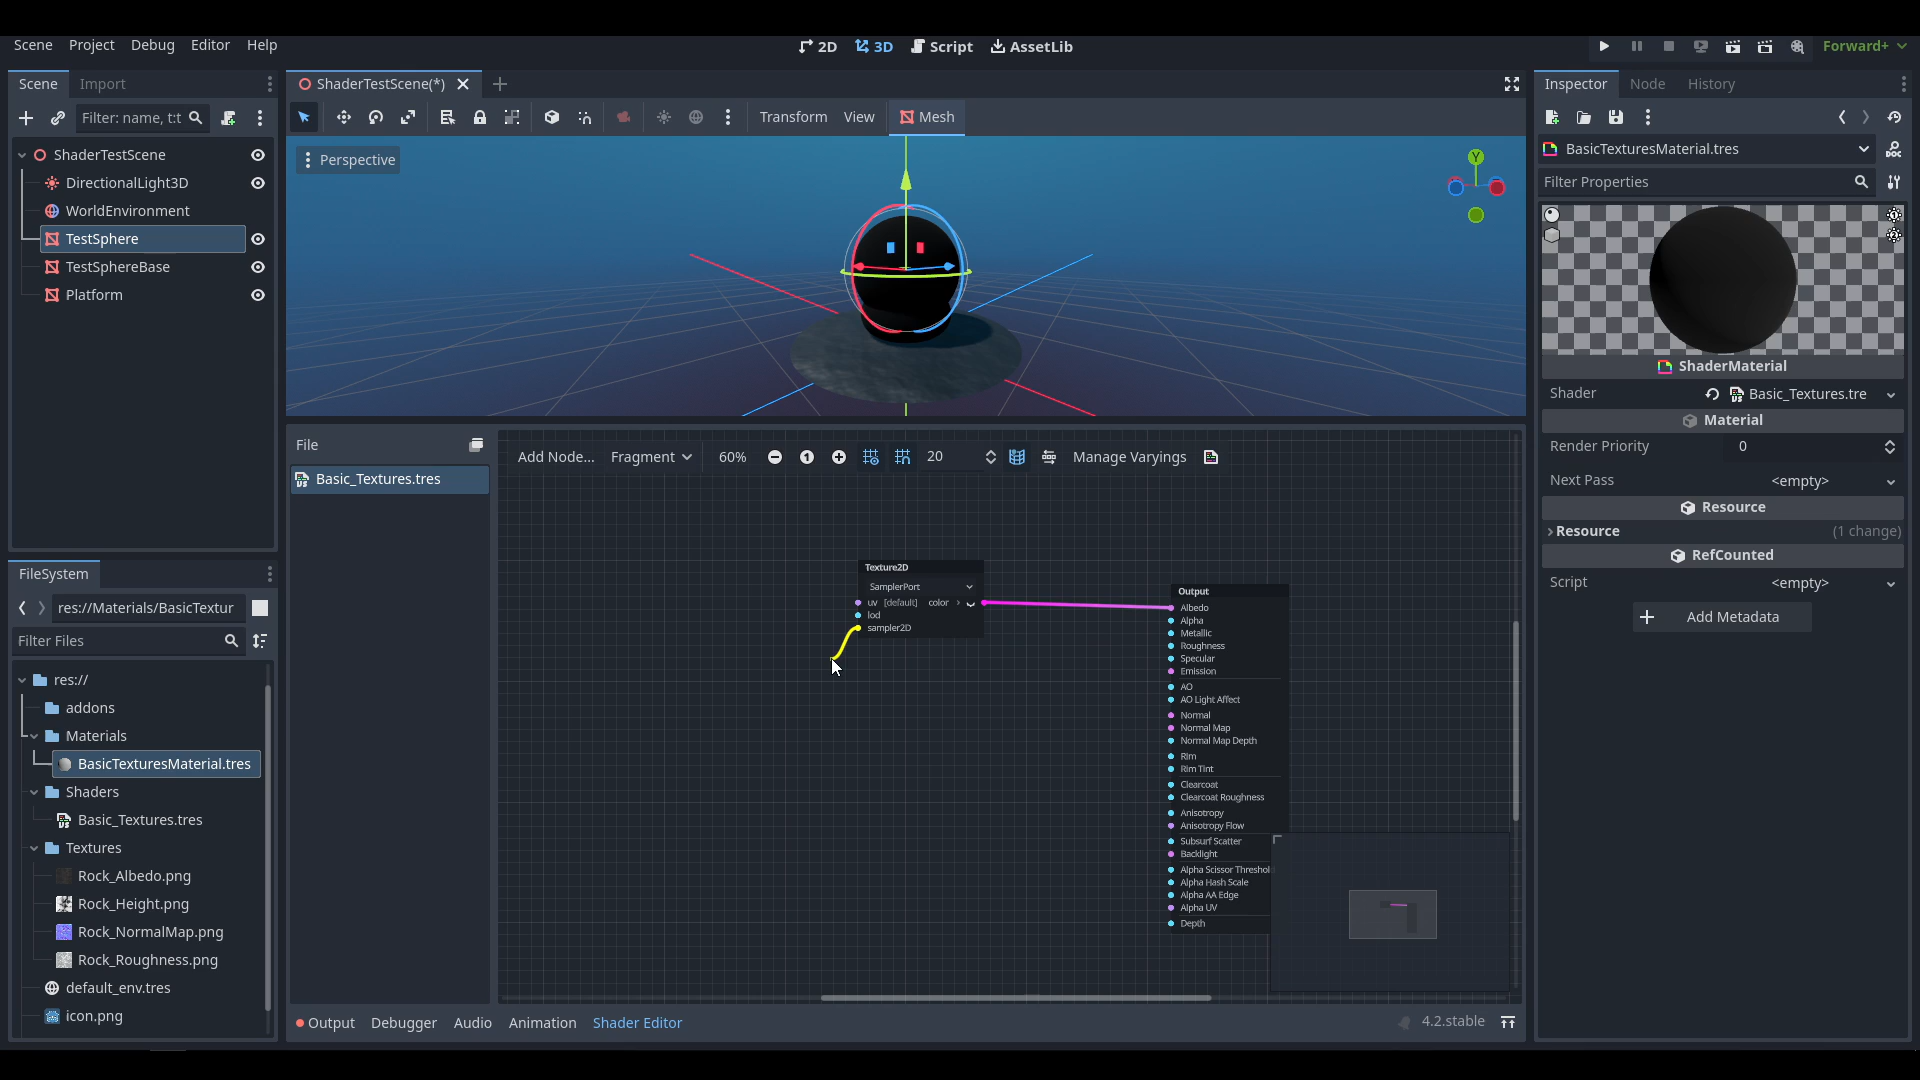 Scene Project Debug Editor Help
2D 3D Script AssetLib
Forward+
Scene Import
ShaderTestScene(*)
Inspector Node History
Filter: name, t:t
Transform View Mesh
ShaderTestScene
DirectionalLight3D
WorldEnvironment
TestSphere
TestSphereBase
Platform
Perspective
Y
BasicTexturesMaterial.tres
Filter Properties
ShaderMaterial
Shader Basic_Textures.tre
Material
Render Priority 0
Next Pass <empty>
Resource
Resource (1 change)
RefCounted
Script <empty>
Add Metadata
File
Basic_Textures.tres
Add Node... Fragment 60% 20 Manage Varyings
Texture2D
SamplerPort
uv [default] color
lod
sampler2D
Output
Albedo
Alpha
Metallic
Roughness
Specular
Emission
AO
AO Light Affect
Normal
Normal Map
Normal Map Depth
Rim
Rim Tint
Clearcoat
Clearcoat Roughness
Anisotropy
Anisotropy Flow
Subsurf Scatter
Backlight
Alpha Scissor Threshol
Alpha Hash Scale
Alpha AA Edge
Alpha UV
Depth
FileSystem
res://Materials/BasicTextur
Filter Files
res://
addons
Materials
BasicTexturesMaterial.tres
Shaders
Basic_Textures.tres
Textures
Rock_Albedo.png
Rock_Height.png
Rock_NormalMap.png
Rock_Roughness.png
default_env.tres
icon.png
Output Debugger Audio Animation Shader Editor
4.2.stable